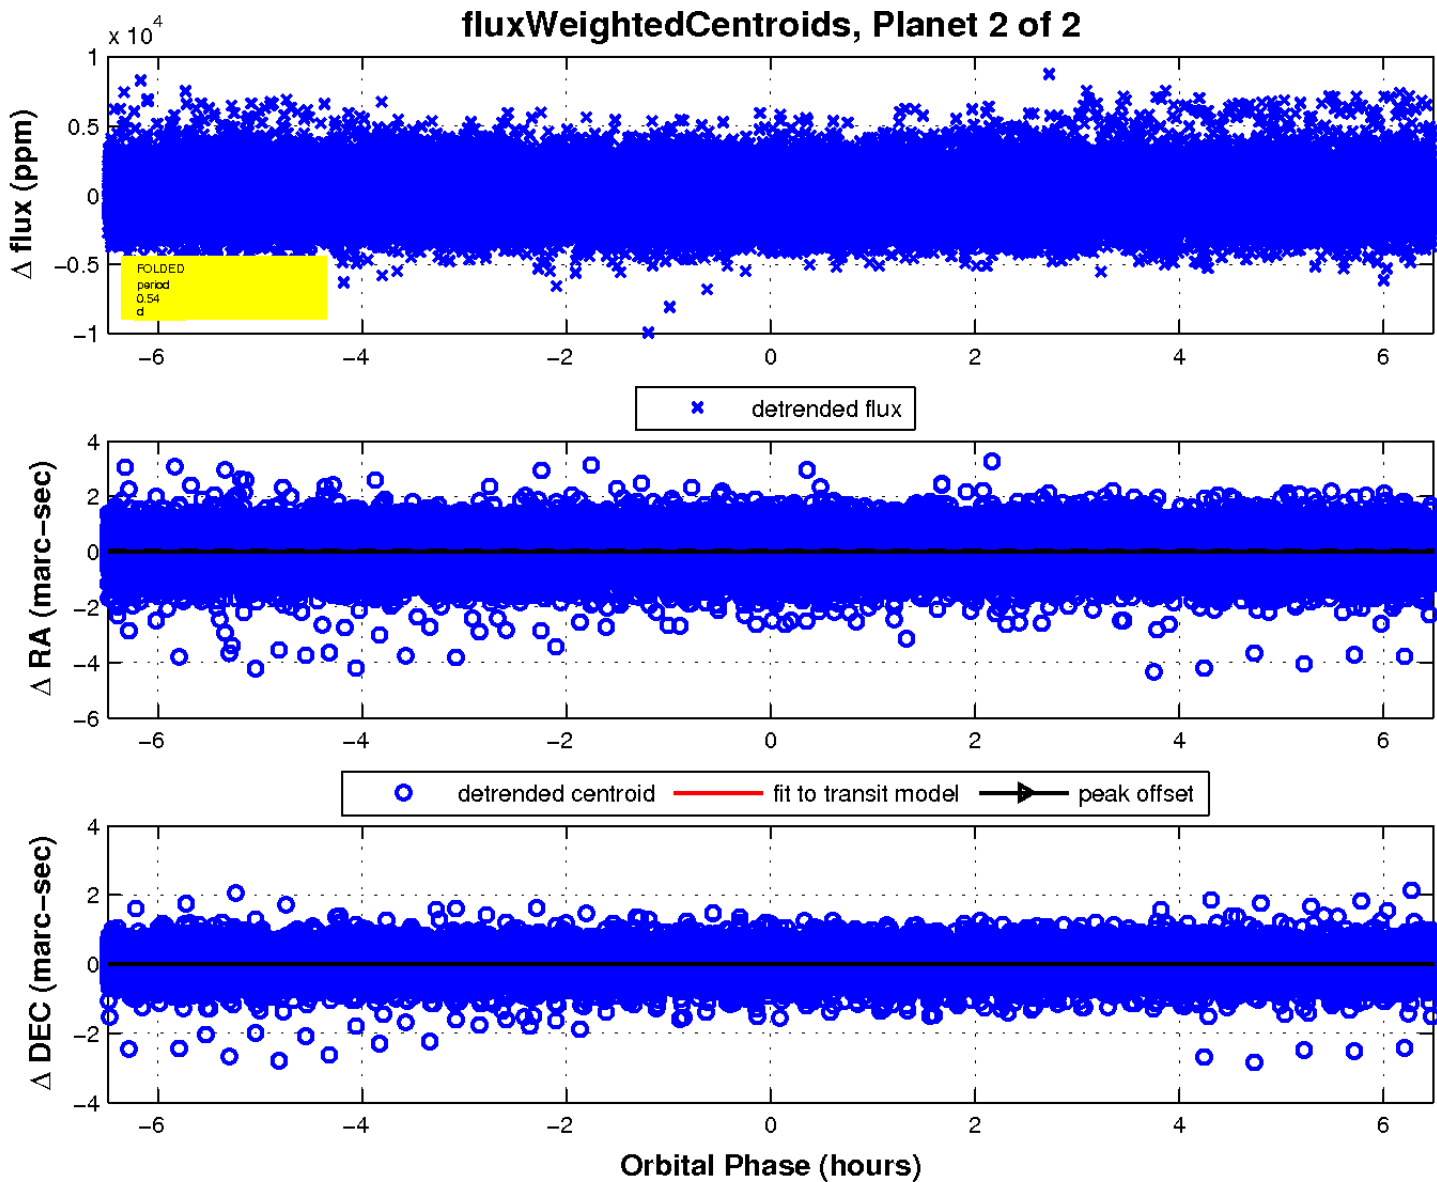 fluxWeightedCentroids, Planet 2 of 2
x 10^4
Δ flux (ppm)
1
0.5
0
−0.5
−1
FOLDED
period
0.54
d
−6 −4 −2 0 2 4 6
detrended flux
Δ RA (marc−sec)
4
2
0
−2
−4
−6
−6 −4 −2 0 2 4 6
detrended centroid fit to transit model peak offset
Δ DEC (marc−sec)
4
2
0
−2
−4
−6 −4 −2 0 2 4 6
Orbital Phase (hours)